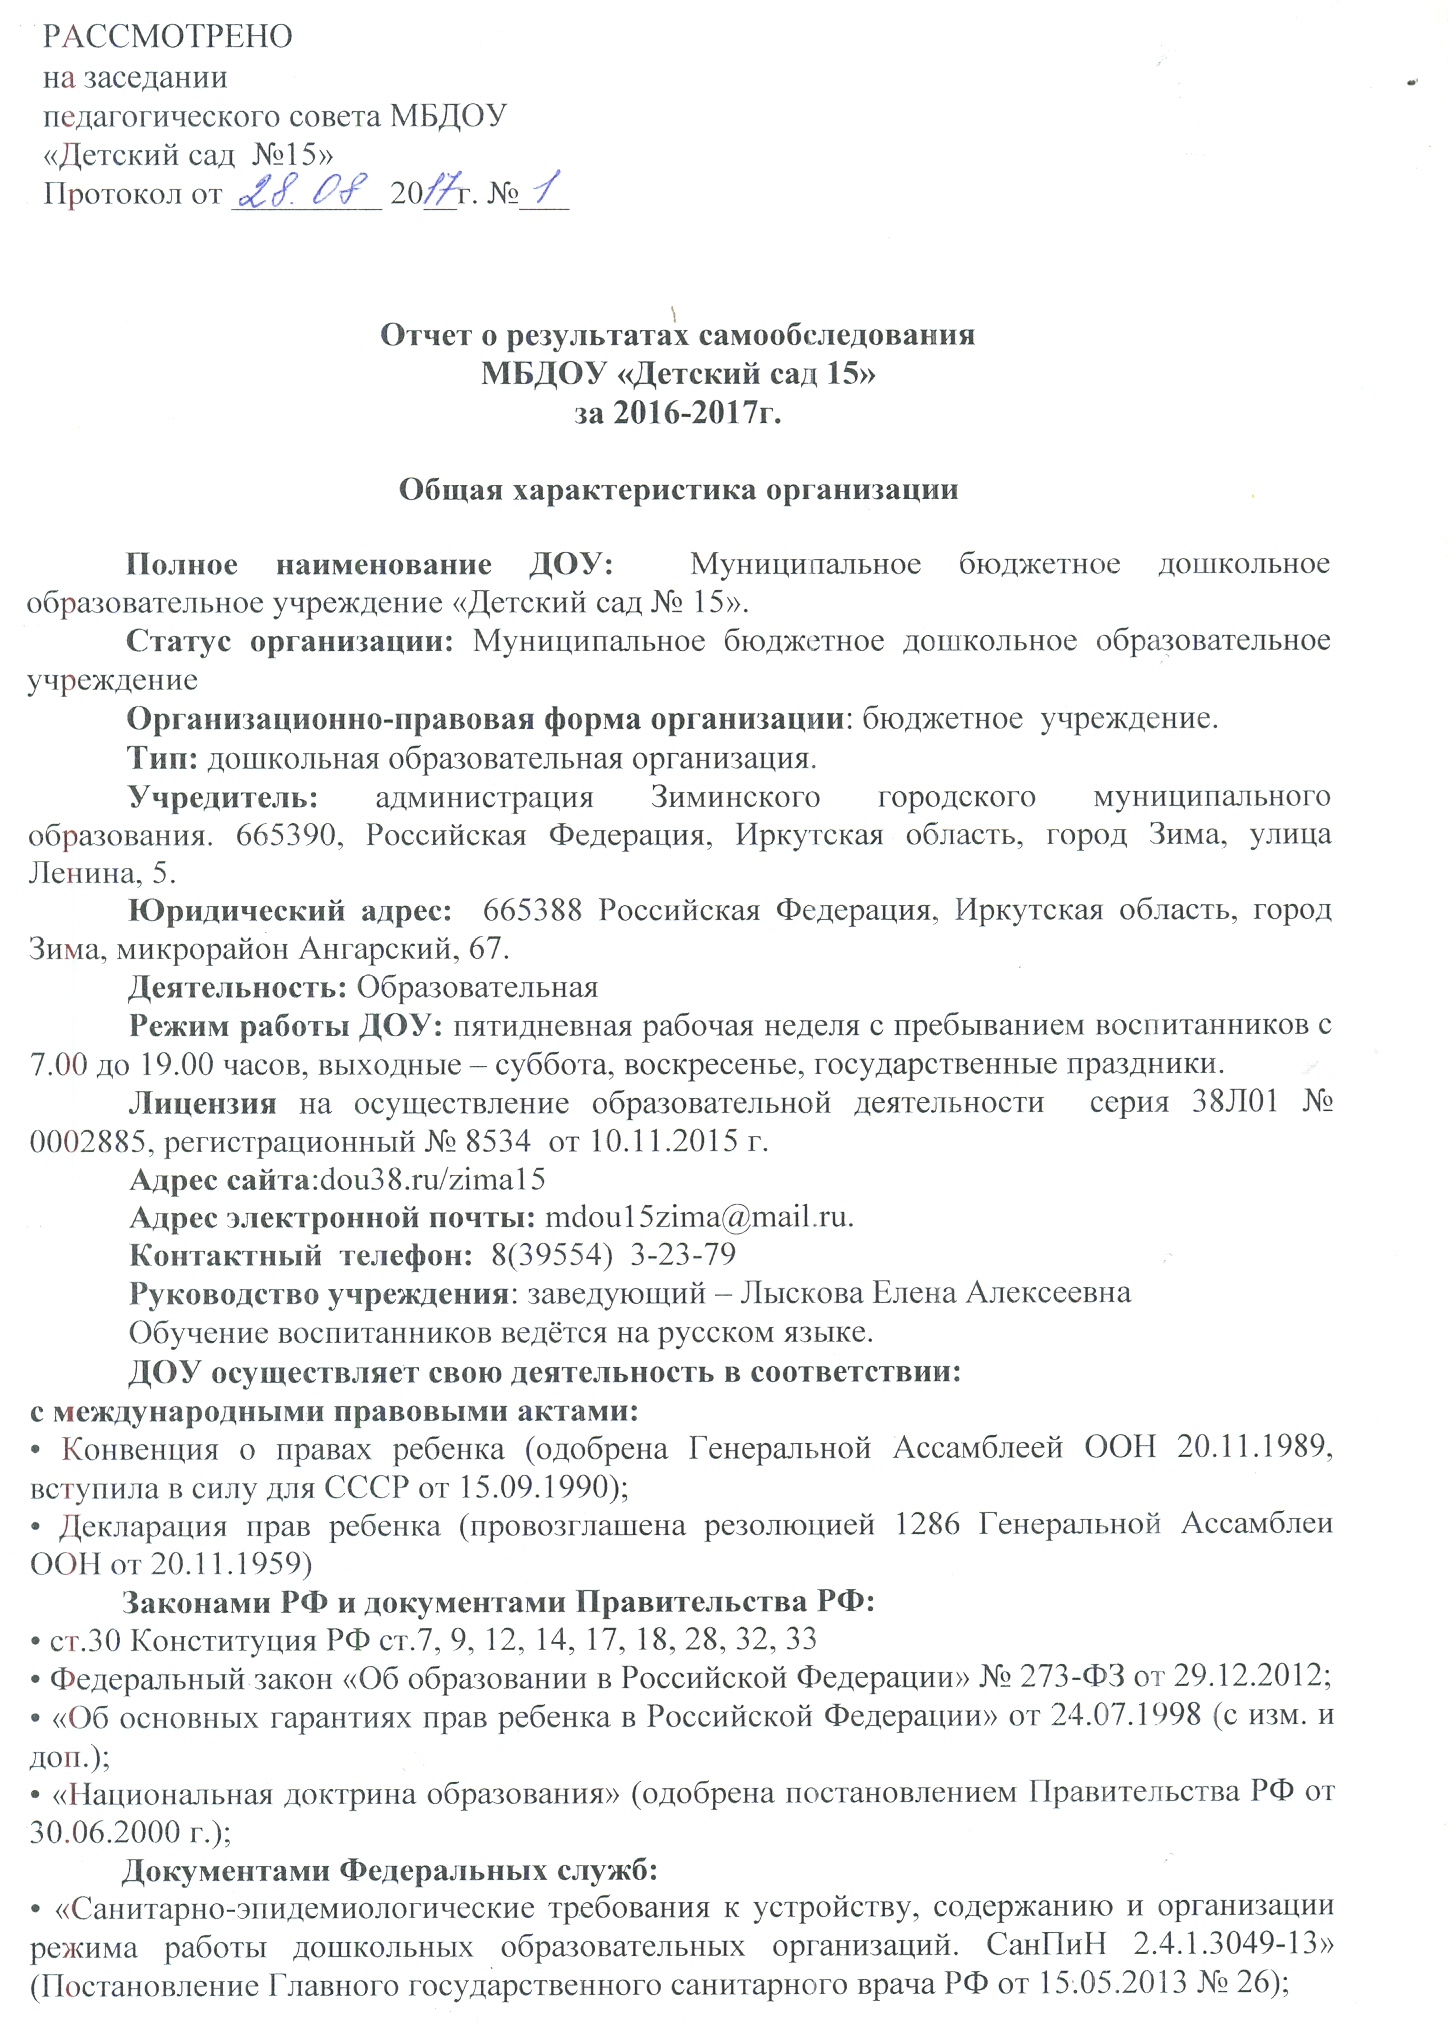 РАССМОТРЕНО
на заседании
педагогического совета МБДОУ
«Детский сад №15»
Протокол от 28.08 2017г. № 1
Отчет о результатах самообследования
МБДОУ «Детский сад 15»
за 2016-2017г.
Общая характеристика организации
Полное наименование ДОУ: Муниципальное бюджетное дошкольное
образовательное учреждение «Детский сад № 15».
Статус организации: Муниципальное бюджетное дошкольное образовательное
учреждение
Организационно-правовая форма организации: бюджетное учреждение.
Тип: дошкольная образовательная организация.
Учредитель: администрация Зиминского городского муниципального
образования. 665390, Российская Федерация, Иркутская область, город Зима, улица
Ленина, 5.
Юридический адрес: 665388 Российская Федерация, Иркутская область, город
Зима, микрорайон Ангарский, 67.
Деятельность: Образовательная
Режим работы ДОУ: пятидневная рабочая неделя с пребыванием воспитанников с
7.00 до 19.00 часов, выходные – суббота, воскресенье, государственные праздники.
Лицензия на осуществление образовательной деятельности серия 38Л01 №
0002885, регистрационный № 8534 от 10.11.2015 г.
Адрес сайта:dou38.ru/zima15
Адрес электронной почты: mdou15zima@mail.ru.
Контактный телефон: 8(39554) 3-23-79
Руководство учреждения: заведующий – Лыскова Елена Алексеевна
Обучение воспитанников ведётся на русском языке.
ДОУ осуществляет свою деятельность в соответствии:
с международными правовыми актами:
• Конвенция о правах ребенка (одобрена Генеральной Ассамблеей ООН 20.11.1989,
вступила в силу для СССР от 15.09.1990);
• Декларация прав ребенка (провозглашена резолюцией 1286 Генеральной Ассамблеи
ООН от 20.11.1959)
Законами РФ и документами Правительства РФ:
• ст.30 Конституция РФ ст.7, 9, 12, 14, 17, 18, 28, 32, 33
• Федеральный закон «Об образовании в Российской Федерации» № 273-ФЗ от 29.12.2012;
• «Об основных гарантиях прав ребенка в Российской Федерации» от 24.07.1998 (с изм. и
доп.);
• «Национальная доктрина образования» (одобрена постановлением Правительства РФ от
30.06.2000 г.);
Документами Федеральных служб:
• «Санитарно-эпидемиологические требования к устройству, содержанию и организации
режима работы дошкольных образовательных организаций. СанПиН 2.4.1.3049-13»
(Постановление Главного государственного санитарного врача РФ от 15.05.2013 № 26);